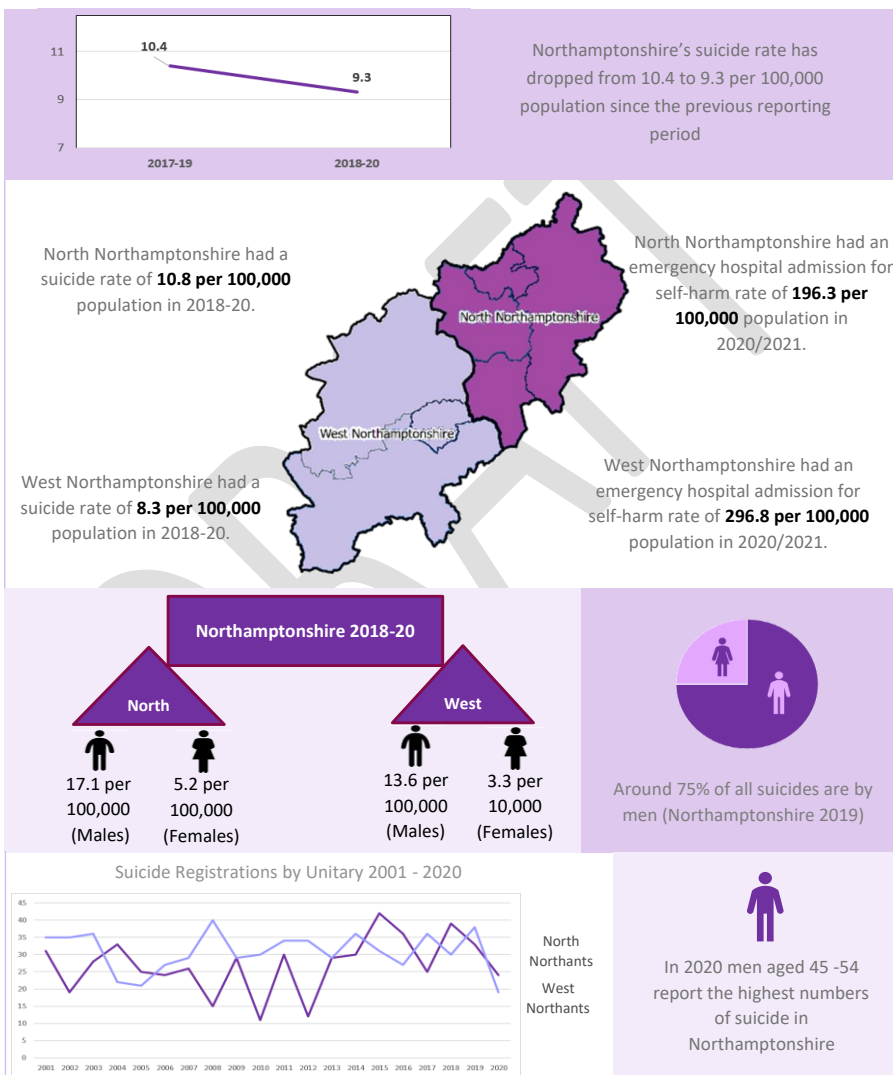 11
9
7
10.4
9.3
2017-19
2018-20
Northamptonshire's suicide rate has
dropped from 10.4 to 9.3 per 100,000
population since the previous reporting
period
North Northamptonshire had a
suicide rate of 10.8 per 100,000
population in 2018-20.
North Northamptonshire had an
emergency hospital admission for
self-harm rate of 196.3 per
100,000 population in
2020/2021.
North Northamptonshire
West Northamptonshire
West Northamptonshire had a
suicide rate of 8.3 per 100,000
population in 2018-20.
West Northamptonshire had an
emergency hospital admission for
self-harm rate of 296.8 per 100,000
population in 2020/2021.
DRAFT
Northamptonshire 2018-20
North
West
17.1 per
100,000
(Males)
5.2 per
100,000
(Females)
13.6 per
100,000
(Males)
3.3 per
10,000
(Females)
Around 75% of all suicides are by
men (Northamptonshire 2019)
Suicide Registrations by Unitary 2001 - 2020
45
40
35
30
25
20
15
10
5
0
2001 2002 2003 2004 2005 2006 2007 2008 2009 2010 2011 2012 2013 2014 2015 2016 2017 2018 2019 2020
North
Northants
West
Northants
In 2020 men aged 45 -54
report the highest numbers
of suicide in
Northamptonshire